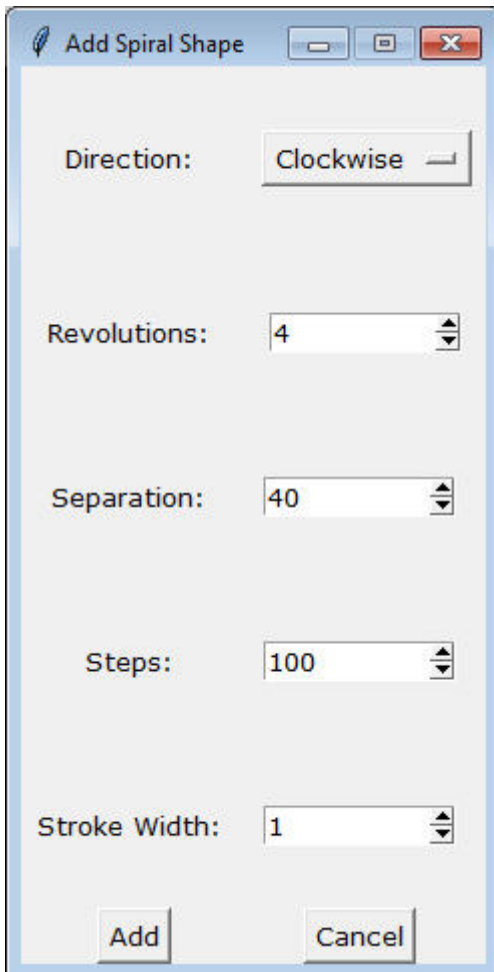 Add Spiral Shape
Direction: Clockwise
Revolutions: 4
Separation: 40
Steps: 100
Stroke Width: 1
Add Cancel